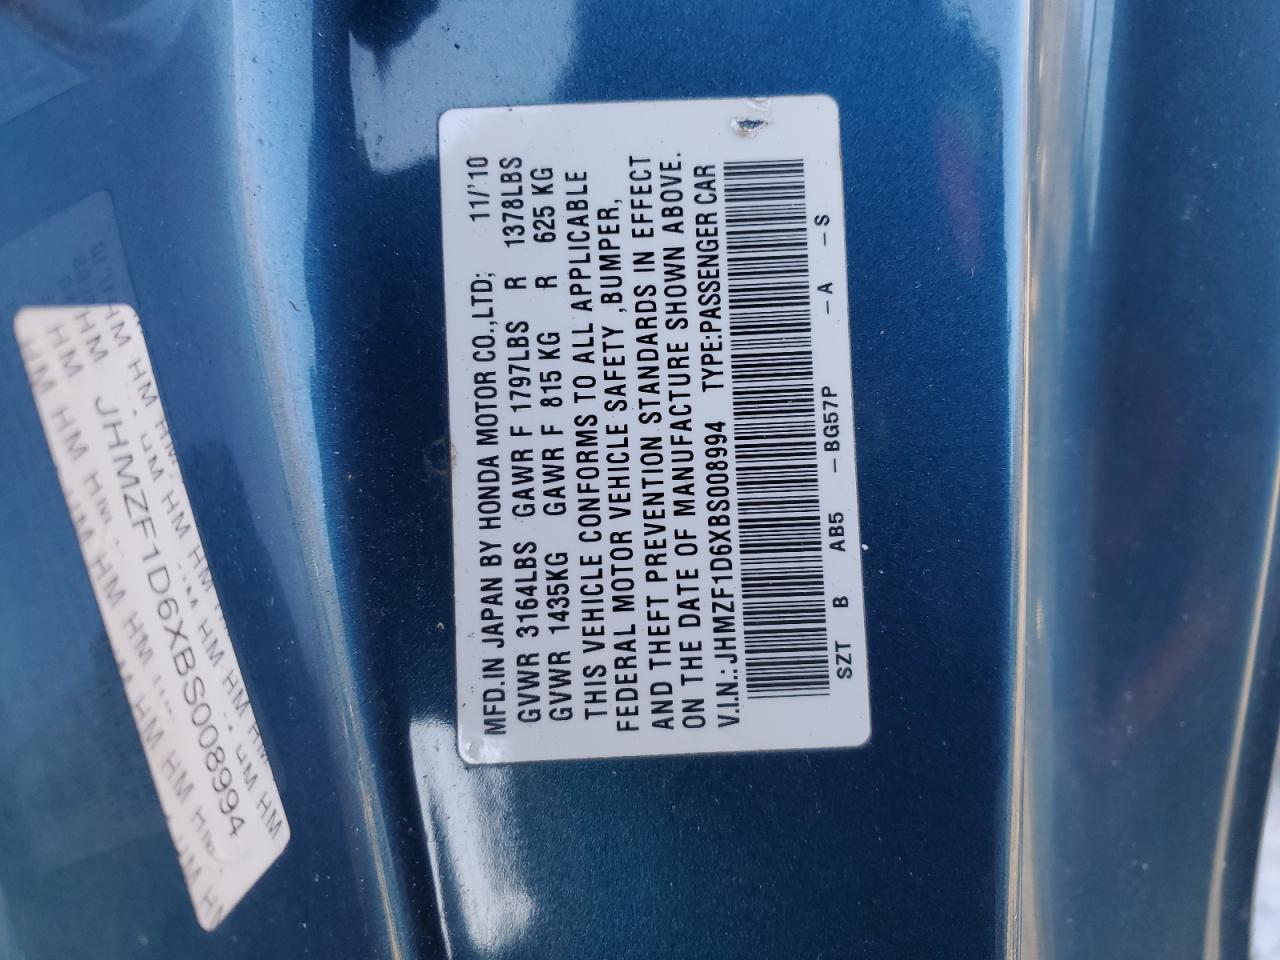 MFD.IN JAPAN BY HONDA MOTOR CO.,LTD; 11/'10
GVWR 3164LBS GAWR F 1797LBS R 1378LBS
GVWR 1435KG GAWR F 815 KG R 625 KG
THIS VEHICLE CONFORMS TO ALL APPLICABLE
FEDERAL MOTOR VEHICLE SAFETY ,BUMPER,
AND THEFT PREVENTION STANDARDS IN EFFECT
ON THE DATE OF MANUFACTURE SHOWN ABOVE.
V.I.N.:JHMZF1D6XBS008994 TYPE:PASSENGER CAR
SZT B AB5 -BG57P -A -S
JHMZF1D6XBS008994